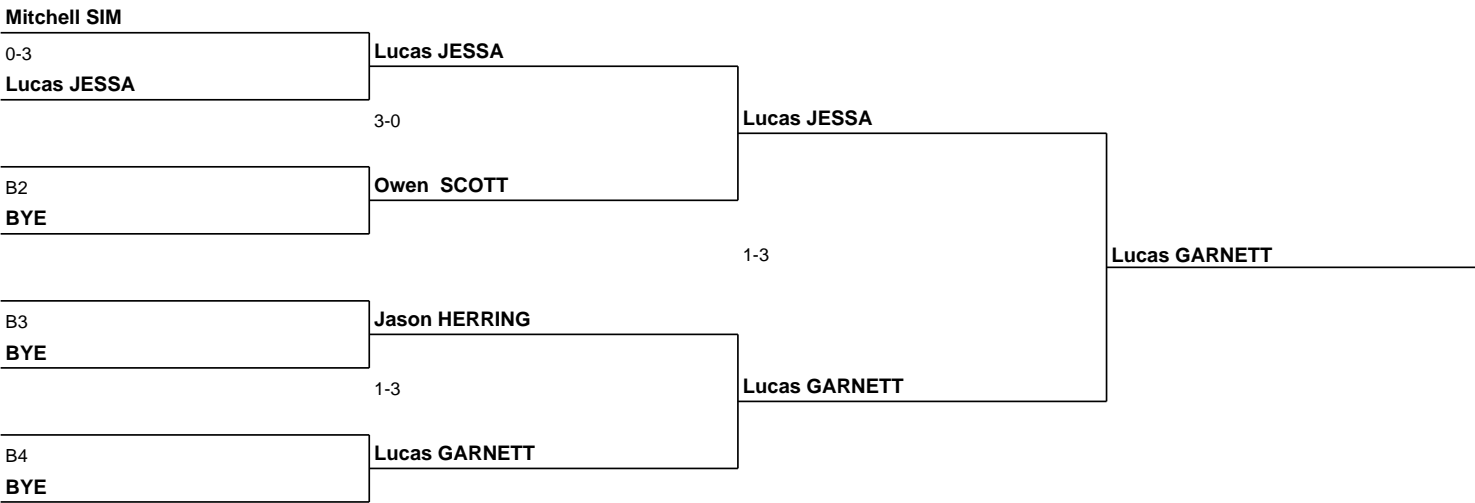 Mitchell SIM
0-3
Lucas JESSA
Lucas JESSA
3-0
Lucas JESSA
B2
Owen  SCOTT
BYE
1-3
Lucas GARNETT
B3
Jason HERRING
BYE
1-3
Lucas GARNETT
B4
Lucas GARNETT
BYE